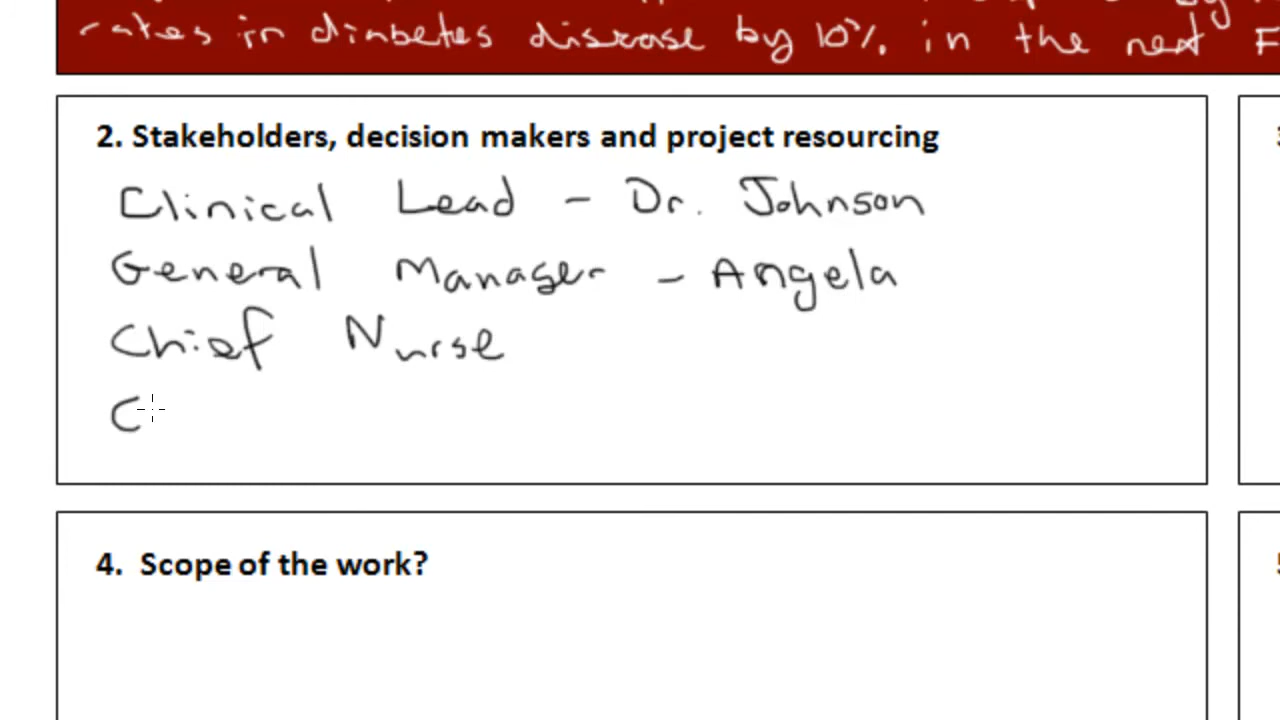 rates in diabetes disease by 10% in the next
2. Stakeholders, decision makers and project resourcing
Clinical Lead - Dr. Johnson
General Manager - Angela
Chief Nurse
C
4. Scope of the work?